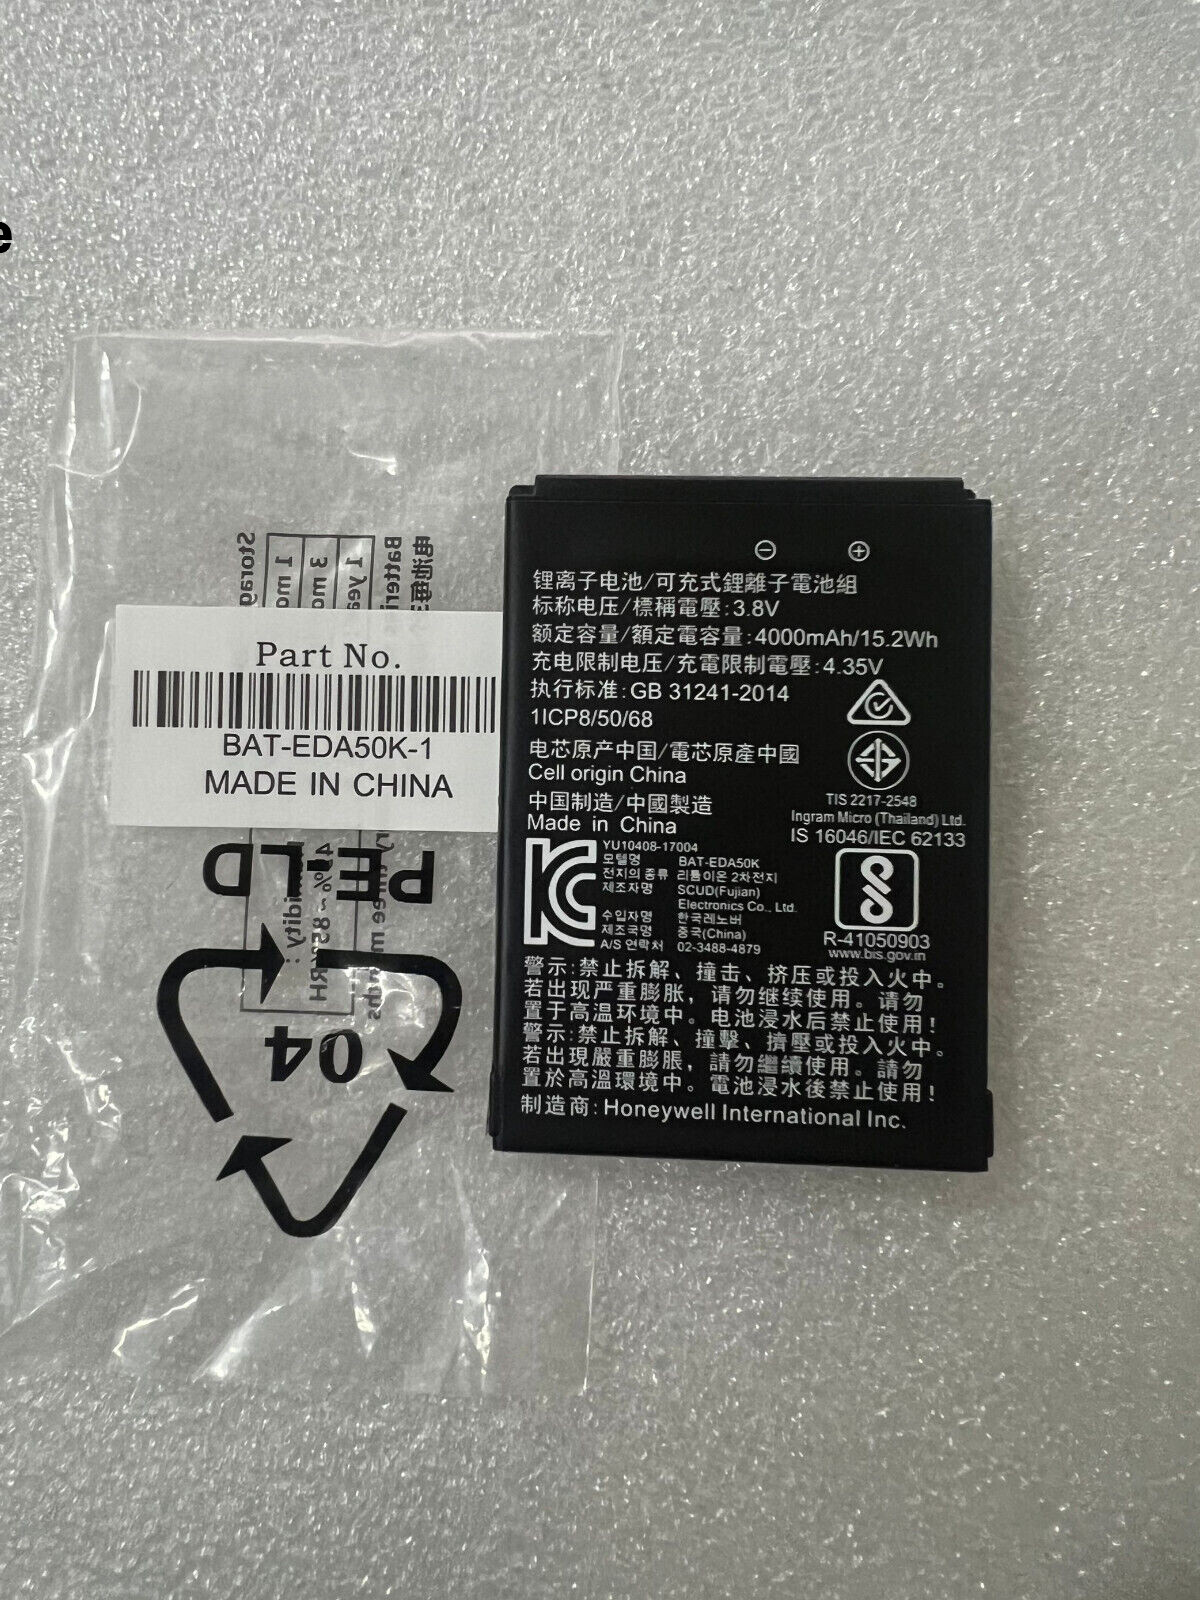 e
Part No.
BAT-EDA50K-1
MADE IN CHINA
Storag
1 mo
3 mo
1 yea
Batteri
PELD
04
⊖ ⊕
锂离子电池/可充式鋰離子電池組
标称电压/標稱電壓:3.8V
额定容量/額定電容量:4000mAh/15.2Wh
充电限制电压/充電限制電壓:4.35V
执行标准:GB 31241-2014
1ICP8/50/68
电芯原产中国/電芯原產中國
Cell origin China
中国制造/中國製造
Made in China
TIS 2217-2548
Ingram Micro (Thailand) Ltd.
IS 16046/IEC 62133
R-41050903
www.bis.gov.in
YU10408-17004
모델명 BAT-EDA50K
전지의 종류 리튬이온 2차전지
제조자명 SCUD(Fujian)
Electronics Co., Ltd.
수입자명 한국레노버
제조국명 중국(China)
A/S 연락처 02-3488-4879
警示:禁止拆解、撞击、挤压或投入火中。
若出现严重膨胀，请勿继续使用。请勿
置于高温环境中。电池浸水后禁止使用!
警示:禁止拆解、撞擊、擠壓或投入火中。
若出現嚴重膨脹，請勿繼續使用。請勿
置於高溫環境中。電池浸水後禁止使用!
制造商:Honeywell International Inc.